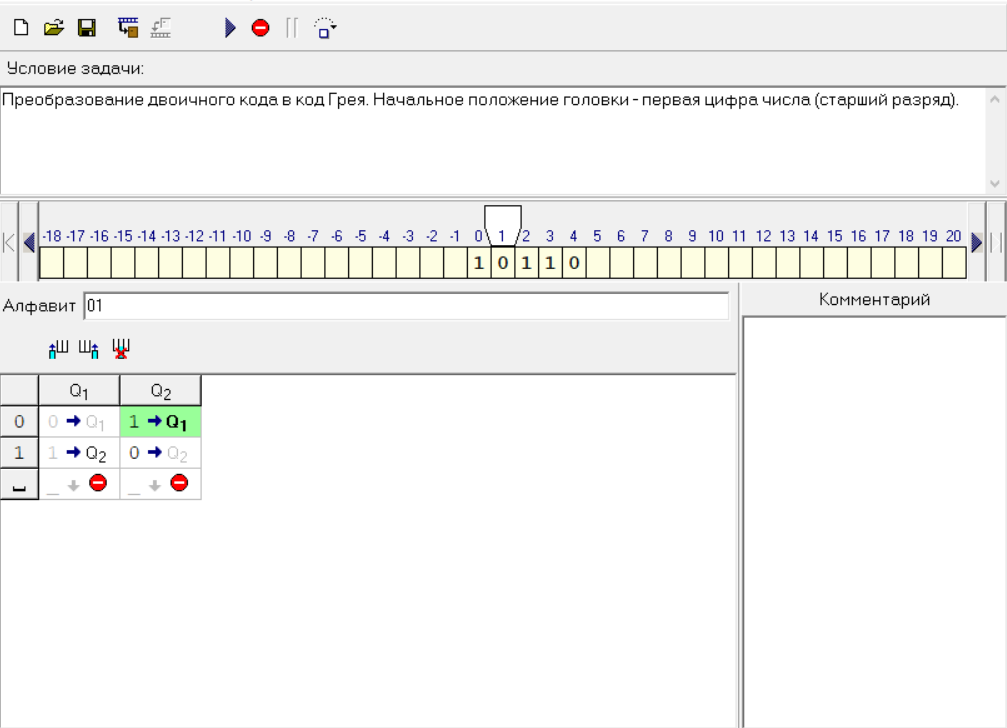 Условие задачи:
Преобразование двоичного кода в код Грея. Начальное положение головки - первая цифра числа (старший разряд).
-18 -17 -16 -15 -14 -13 -12 -11 -10 -9 -8 -7 -6 -5 -4 -3 -2 -1 0 1 2 3 4 5 6 7 8 9 10 11 12 13 14 15 16 17 18 19 20
1 0 1 1 0
Алфавит 01
Комментарий
Q1 Q2
0 0 → Q1 1 → Q1
1 1 → Q2 0 → Q2
_ _